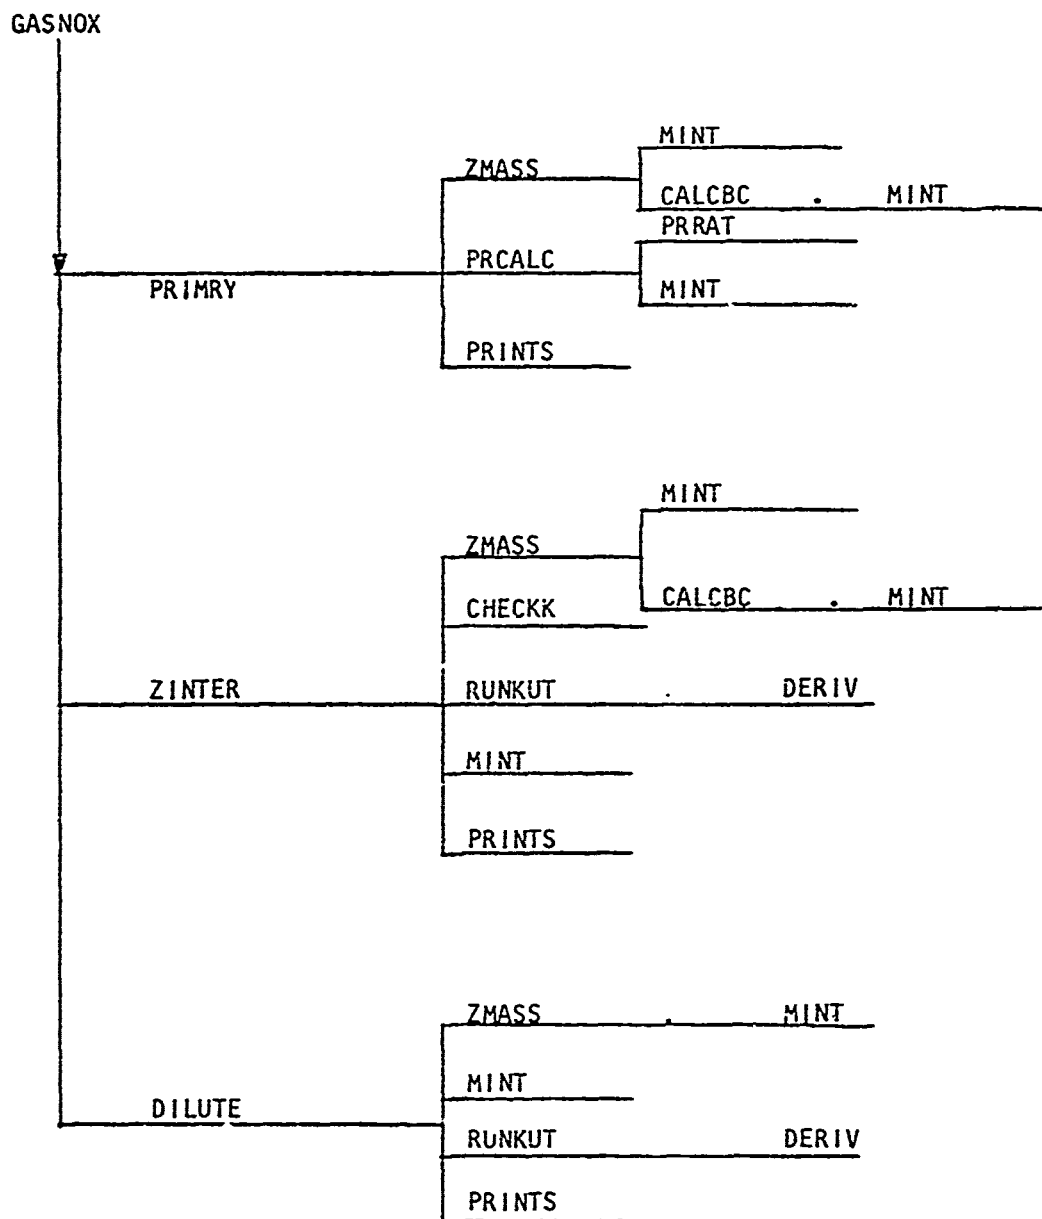 GASNOX
MINT
ZMASS
CALCBC . MINT
PRRAT
PRCALC
PRIMRY
MINT
PRINTS
MINT
ZMASS
CALCBC . MINT
CHECKK
ZINTER
RUNKUT . DERIV
MINT
PRINTS
ZMASS . MINT
MINT
DILUTE
RUNKUT DERIV
PRINTS